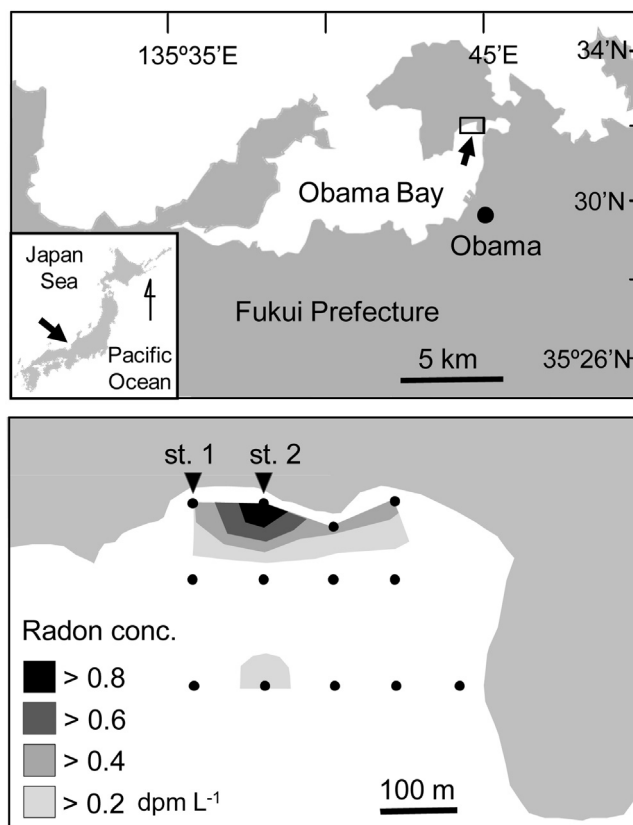 135º35'E
45'E
34'N
Obama Bay
30'N
Obama
Japan
Sea
Fukui Prefecture
Pacific
Ocean
5 km
35º26'N
st. 1
st. 2
Radon conc.
> 0.8
> 0.6
> 0.4
> 0.2 dpm L⁻¹
100 m